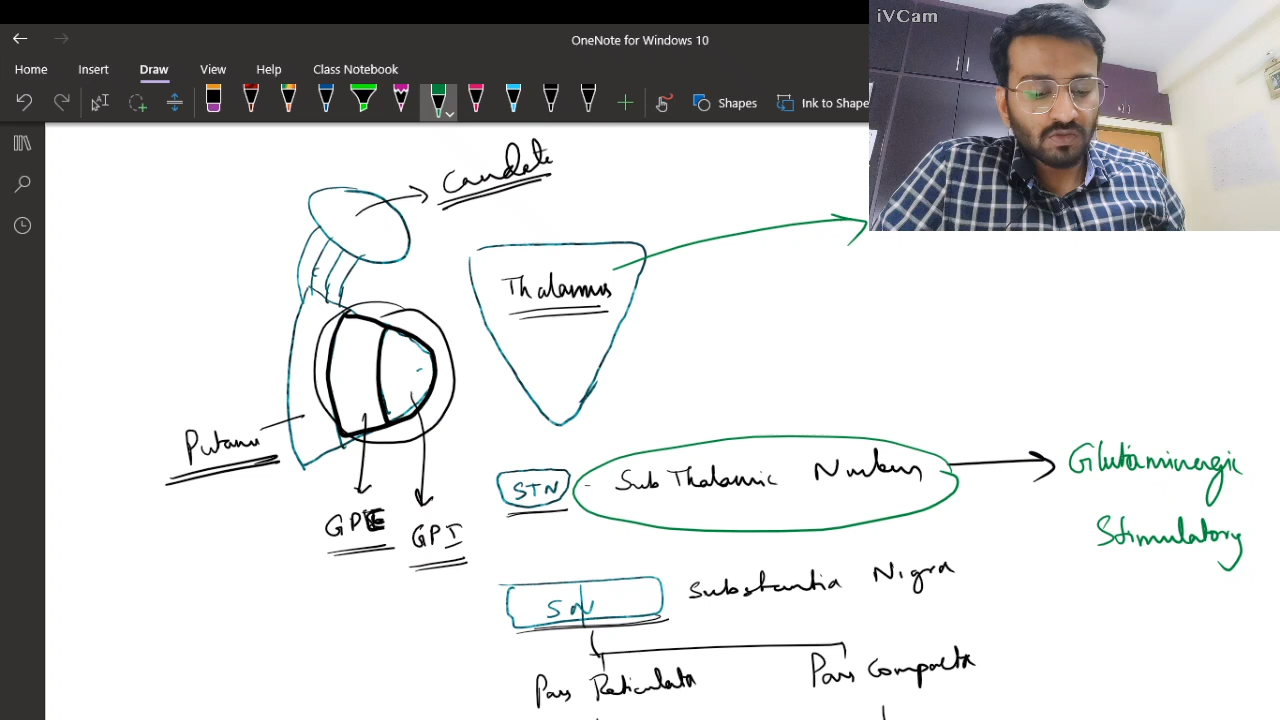 iVCam
OneNote for Windows 10
Home Insert Draw View Help Class Notebook
Shapes Ink to Shape
Caudate
Thalamus
Putamen
GPE
GPI
STN - Sub Thalamic Nucleus
Glutaminergic
Stimulatory
SN
Substantia Nigra
Pars Reticulata
Pars Compacta